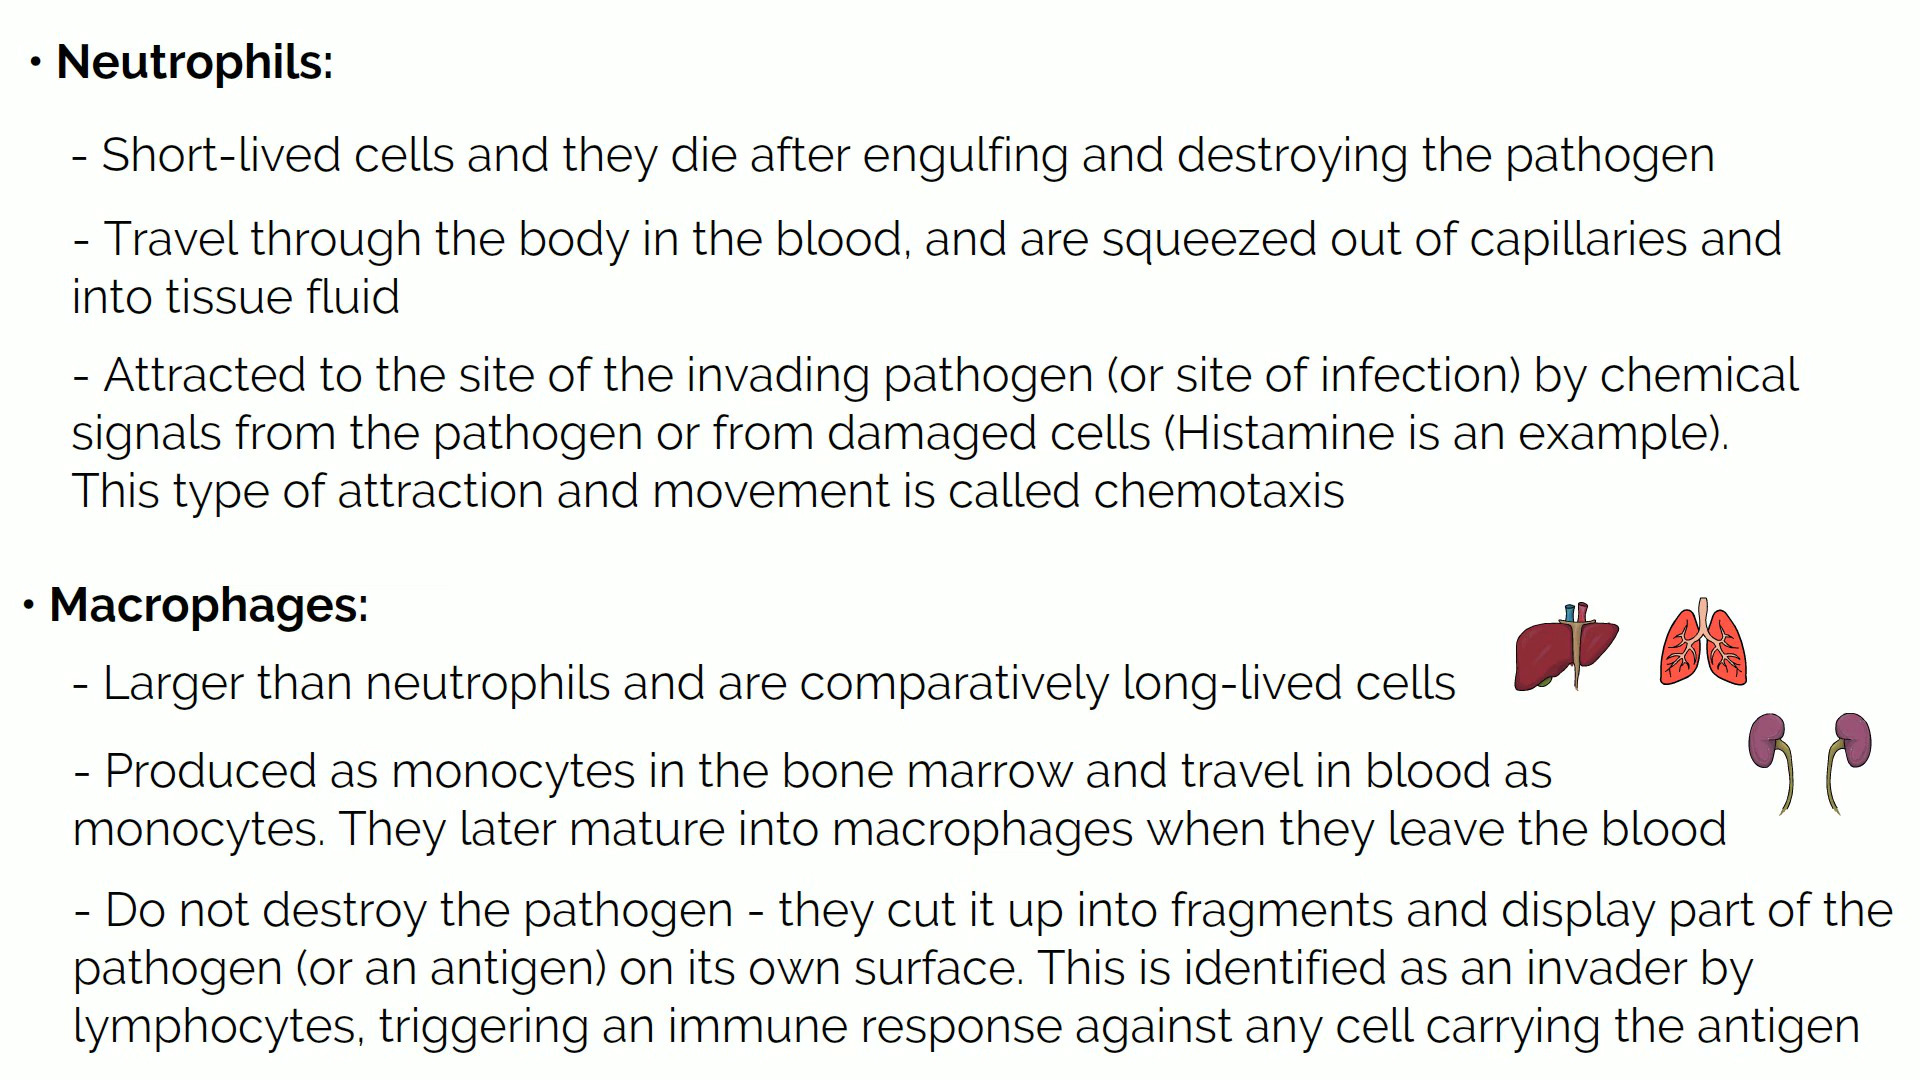 • Neutrophils:
- Short-lived cells and they die after engulfing and destroying the pathogen
- Travel through the body in the blood, and are squeezed out of capillaries and
into tissue fluid
- Attracted to the site of the invading pathogen (or site of infection) by chemical
signals from the pathogen or from damaged cells (Histamine is an example).
This type of attraction and movement is called chemotaxis
• Macrophages:
- Larger than neutrophils and are comparatively long-lived cells
- Produced as monocytes in the bone marrow and travel in blood as
monocytes. They later mature into macrophages when they leave the blood
- Do not destroy the pathogen - they cut it up into fragments and display part of the
pathogen (or an antigen) on its own surface. This is identified as an invader by
lymphocytes, triggering an immune response against any cell carrying the antigen